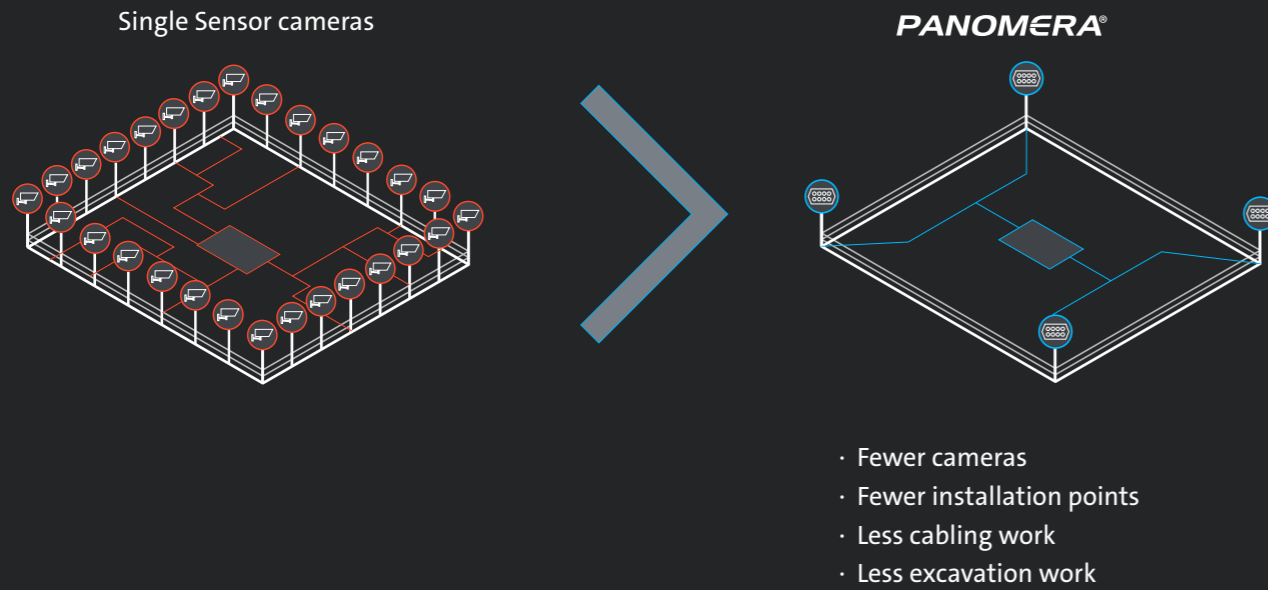 Single Sensor cameras
PANOMERA®
· Fewer cameras
· Fewer installation points
· Less cabling work
· Less excavation work